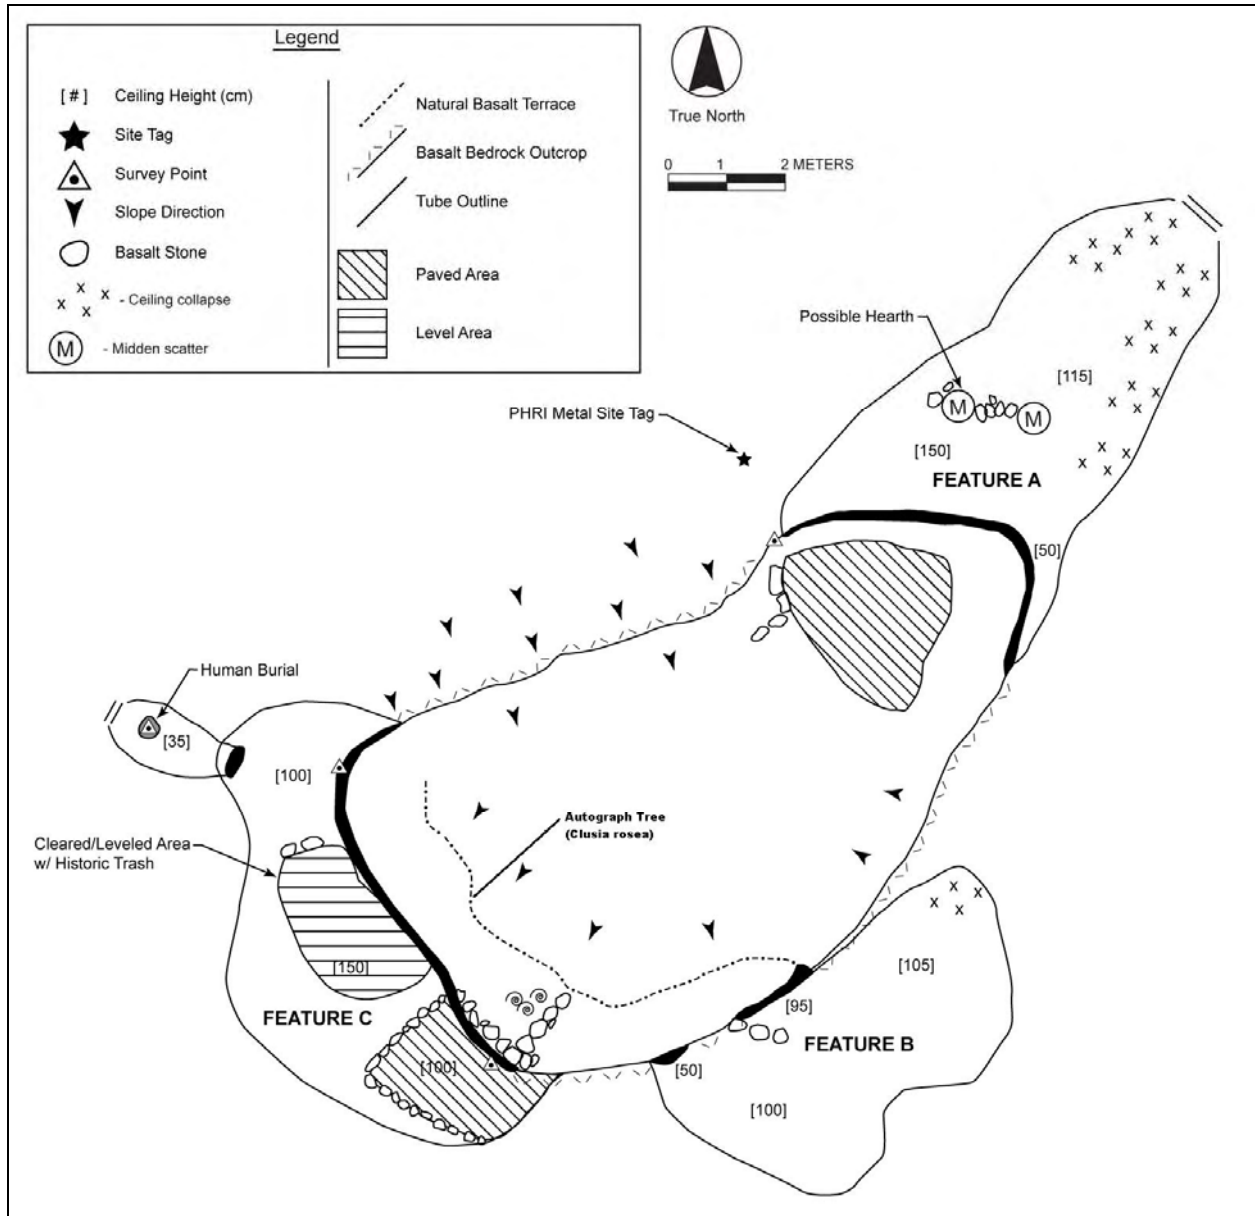 Legend
[ # ] Ceiling Height (cm)
Site Tag
Survey Point
Slope Direction
Basalt Stone
x x x x - Ceiling collapse
M - Midden scatter
Natural Basalt Terrace
Basalt Bedrock Outcrop
Tube Outline
Paved Area
Level Area
True North
0 1 2 METERS
Possible Hearth
[115]
PHRI Metal Site Tag
M
M
[150]
FEATURE A
[50]
Human Burial
[35]
[100]
Autograph Tree
(Clusia rosea)
Cleared/Leveled Area
w/ Historic Trash
[150]
FEATURE C
[100]
[105]
[95]
FEATURE B
[50]
[100]